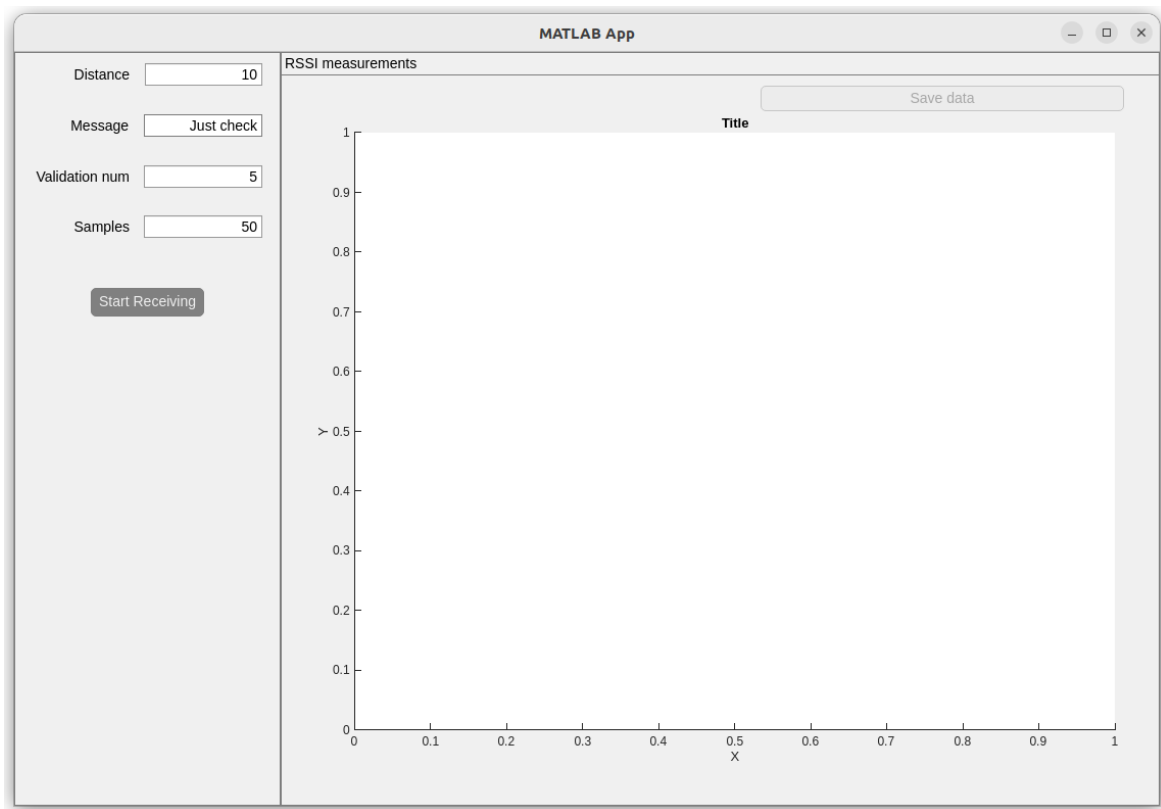 MATLAB App
Distance 10
Message Just check
Validation num 5
Samples 50
Start Receiving
RSSI measurements
Save data
Title
1
0.9
0.8
0.7
0.6
Y 0.5
0.4
0.3
0.2
0.1
0
0 0.1 0.2 0.3 0.4 0.5 0.6 0.7 0.8 0.9 1
X